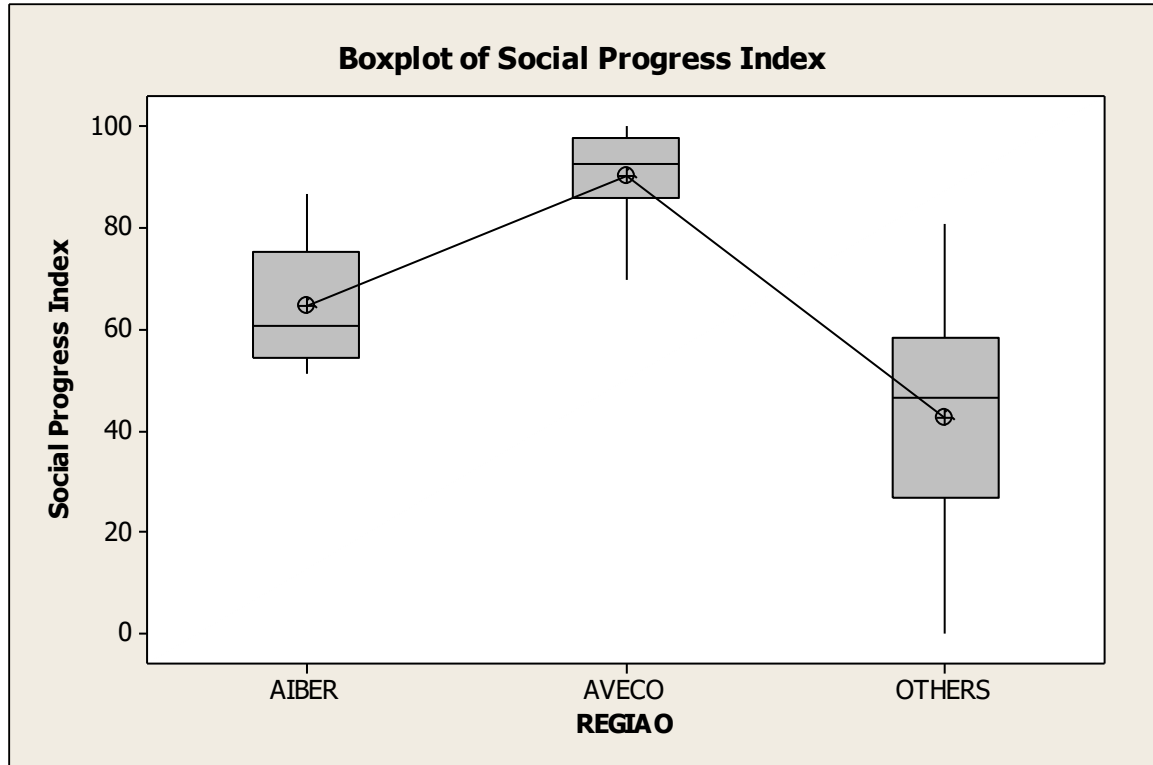 Boxplot of Social Progress Index
Social Progress Index
100
80
60
40
20
0
AIBER
AVECO
OTHERS
REGIAO